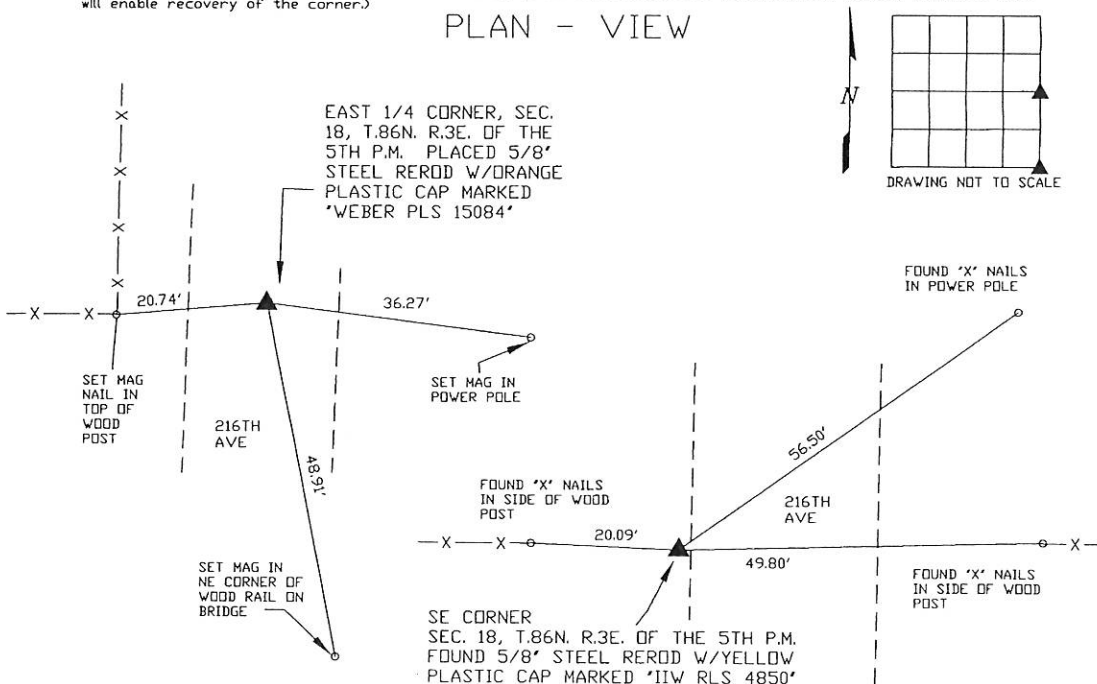 will enable recovery of the corner.)
PLAN - VIEW
N
DRAWING NOT TO SCALE
EAST 1/4 CORNER, SEC.
18, T.86N. R.3E. OF THE
5TH P.M. PLACED 5/8"
STEEL REROD W/ORANGE
PLASTIC CAP MARKED
"WEBER PLS 15084"
X
X
X
X
X
X
20.74'
36.27'
SET MAG
NAIL IN
TOP OF
WOOD
POST
216TH
AVE
SET MAG IN
POWER POLE
48.91'
SET MAG IN
NE CORNER OF
WOOD RAIL ON
BRIDGE
FOUND "X" NAILS
IN POWER POLE
56.50'
FOUND "X" NAILS
IN SIDE OF WOOD
POST
216TH
AVE
X
X
20.09'
49.80'
X
FOUND "X" NAILS
IN SIDE OF WOOD
POST
SE CORNER
SEC. 18, T.86N. R.3E. OF THE 5TH P.M.
FOUND 5/8" STEEL REROD W/YELLOW
PLASTIC CAP MARKED "IIW RLS 4850"